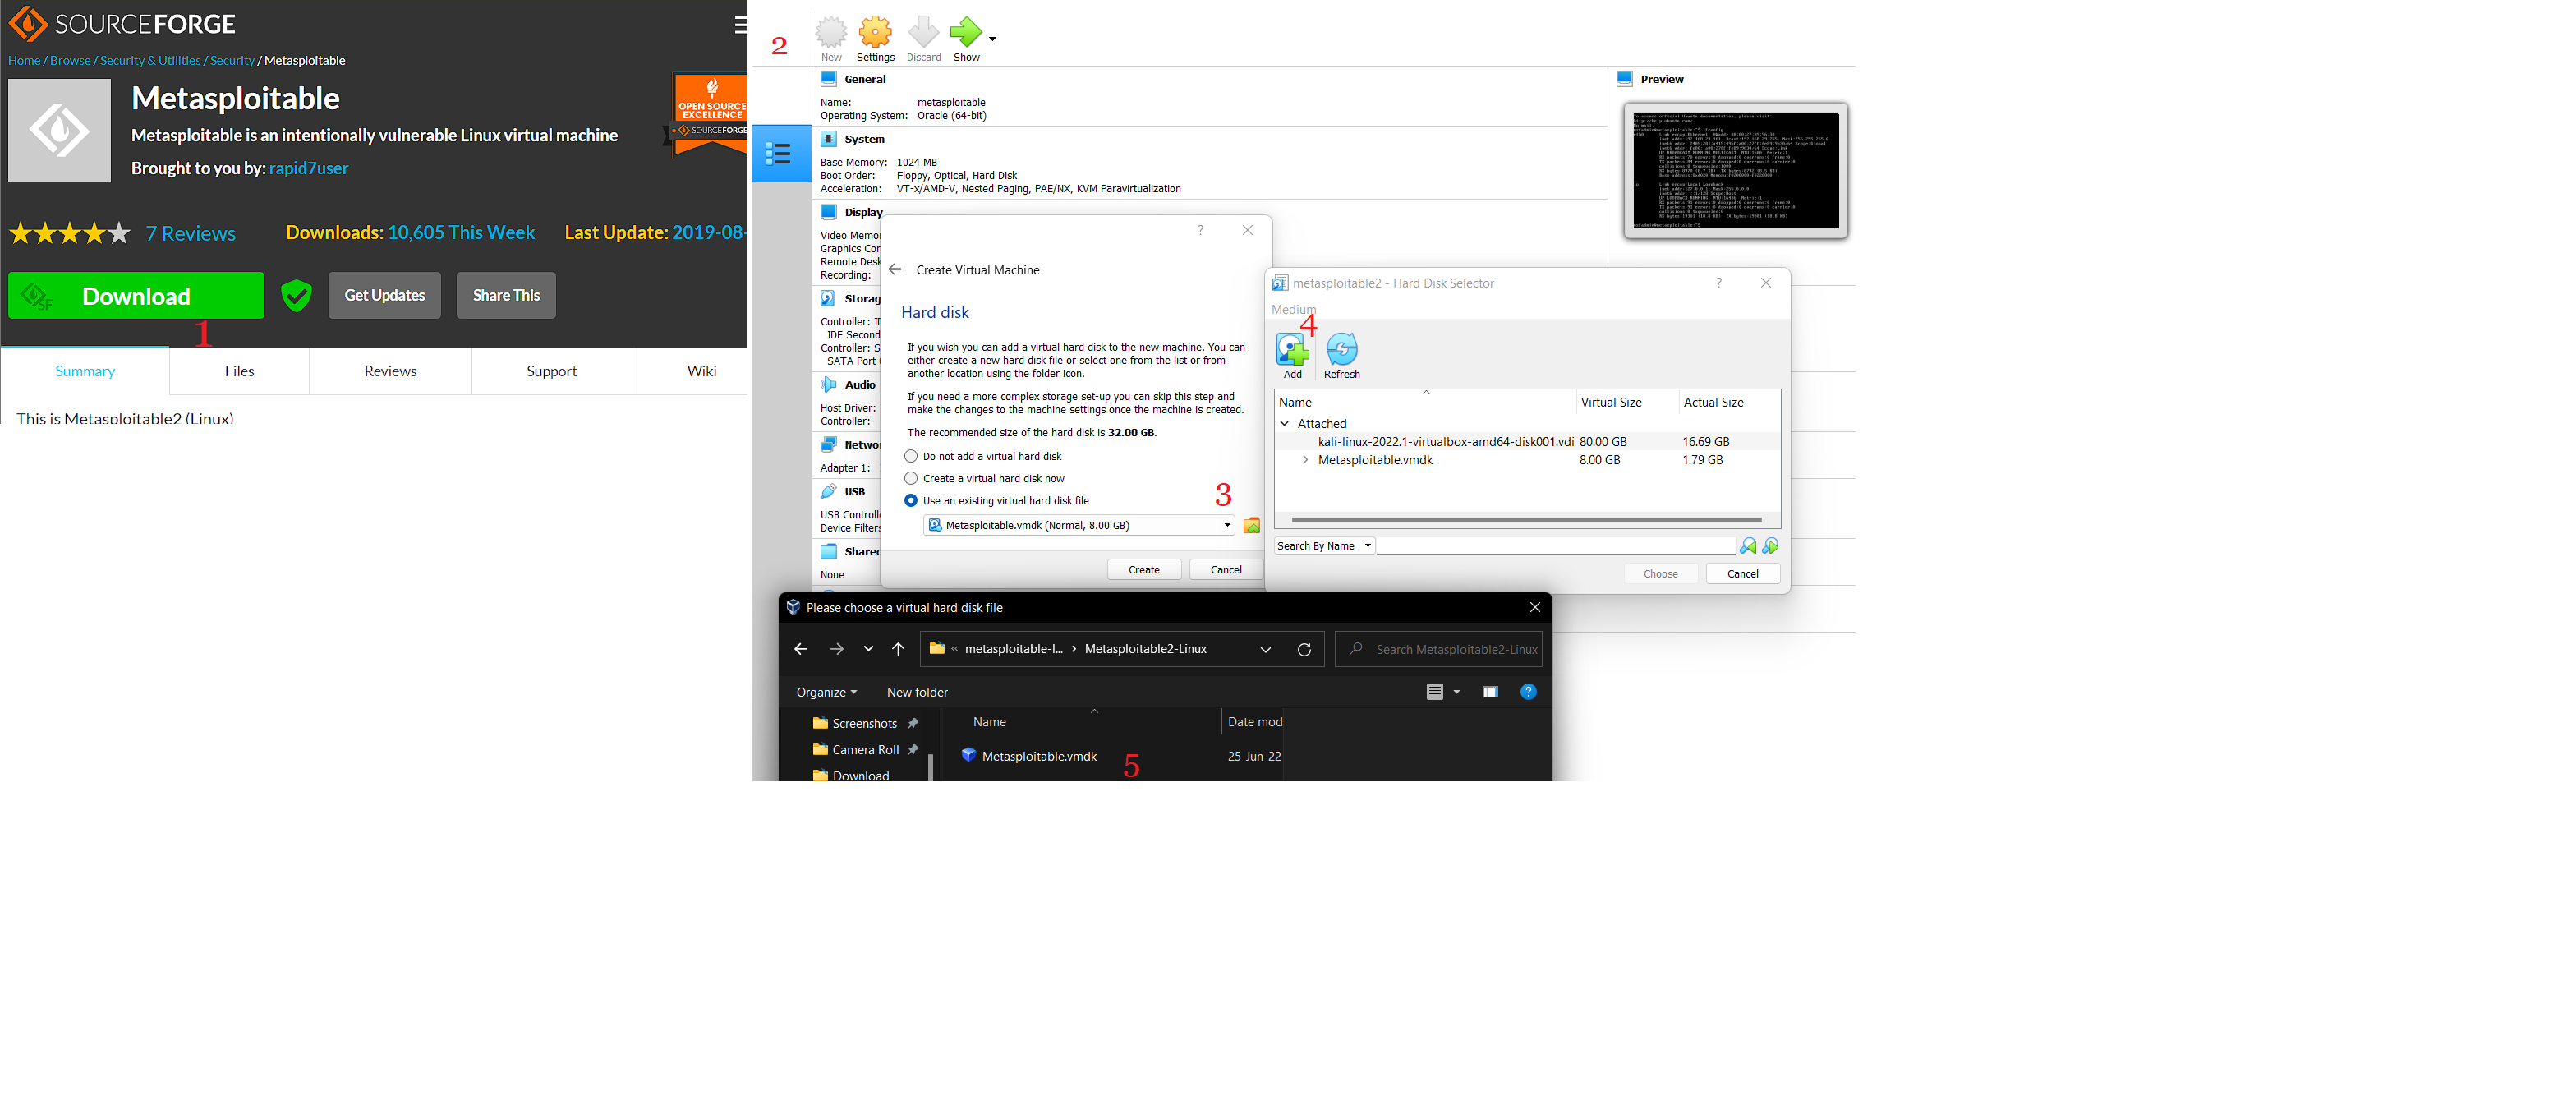 SOURCEFORGE
Home / Browse / Security & Utilities / Security / Metasploitable
Metasploitable
Metasploitable is an intentionally vulnerable Linux virtual machine
Brought to you by: rapid7user
OPEN SOURCE
EXCELLENCE
SOURCEFORGE
7 Reviews
Downloads: 10,605 This Week
Last Update: 2019-08-
SF
Download
Get Updates
Share This
1
Summary
Files
Reviews
Support
Wiki
This is Metasploitable2 (Linux)
2
New
Settings
Discard
Show
General
Name: metasploitable
Operating System: Oracle (64-bit)
System
Base Memory: 1024 MB
Boot Order: Floppy, Optical, Hard Disk
Acceleration: VT-x/AMD-V, Nested Paging, PAE/NX, KVM Paravirtualization
Display
Video Memo
Graphics Cor
Remote Desk
Recording:
Storag
Controller: I
IDE Second
Controller: S
SATA Port
Audio
Host Driver:
Controller:
Netwo
Adapter 1:
USB
USB Controll
Device Filters
Shared
None
Preview
?
Create Virtual Machine
Hard disk
If you wish you can add a virtual hard disk to the new machine. You can
either create a new hard disk file or select one from the list or from
another location using the folder icon.
If you need a more complex storage set-up you can skip this step and
make the changes to the machine settings once the machine is created.
The recommended size of the hard disk is 32.00 GB.
Do not add a virtual hard disk
Create a virtual hard disk now
Use an existing virtual hard disk file
3
Metasploitable.vmdk (Normal, 8.00 GB)
Create
Cancel
metasploitable2 - Hard Disk Selector
?
Medium
4
Add
Refresh
Name Virtual Size Actual Size
Attached
kali-linux-2022.1-virtualbox-amd64-disk001.vdi 80.00 GB 16.69 GB
Metasploitable.vmdk 8.00 GB 1.79 GB
Search By Name
Choose
Cancel
Please choose a virtual hard disk file
« metasploitable-l... › Metasploitable2-Linux
Search Metasploitable2-Linux
Organize
New folder
?
Screenshots
Camera Roll
Download
Name
Date mod
Metasploitable.vmdk
25-Jun-22
5